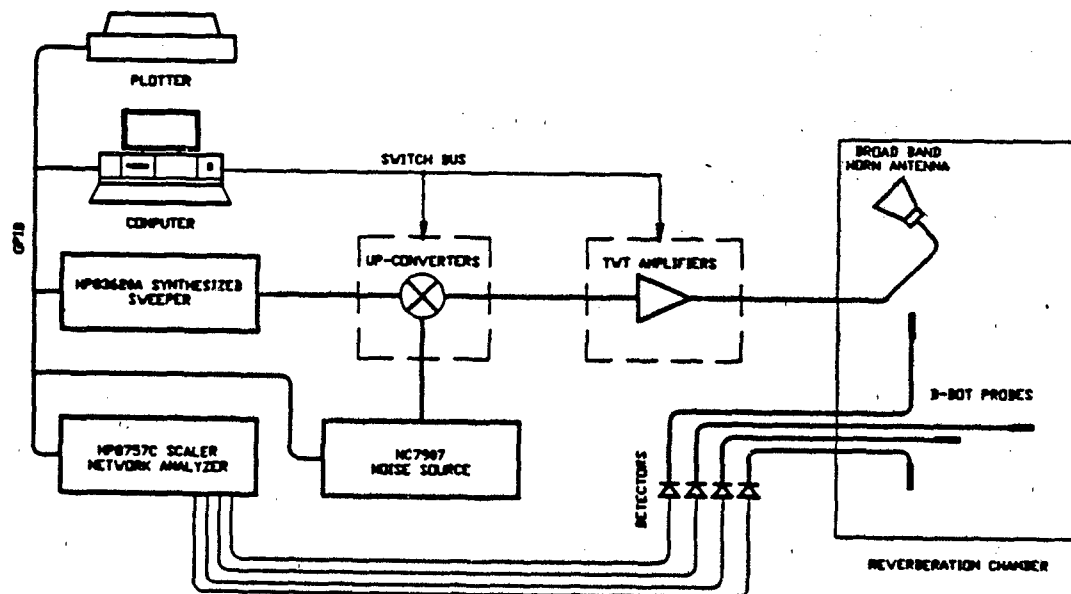 PLOTTER
SWITCH BUS
BROAD BAND
HORN ANTENNA
COMPUTER
GPIB
UP-CONVERTERS
TWT AMPLIFIERS
HP83620A SYNTHESIZED
SWEEPER
D-DOT PROBES
HP8757C SCALER
NETWORK ANALYZER
NC7907
NOISE SOURCE
DETECTORS
REVERBERATION CHAMBER